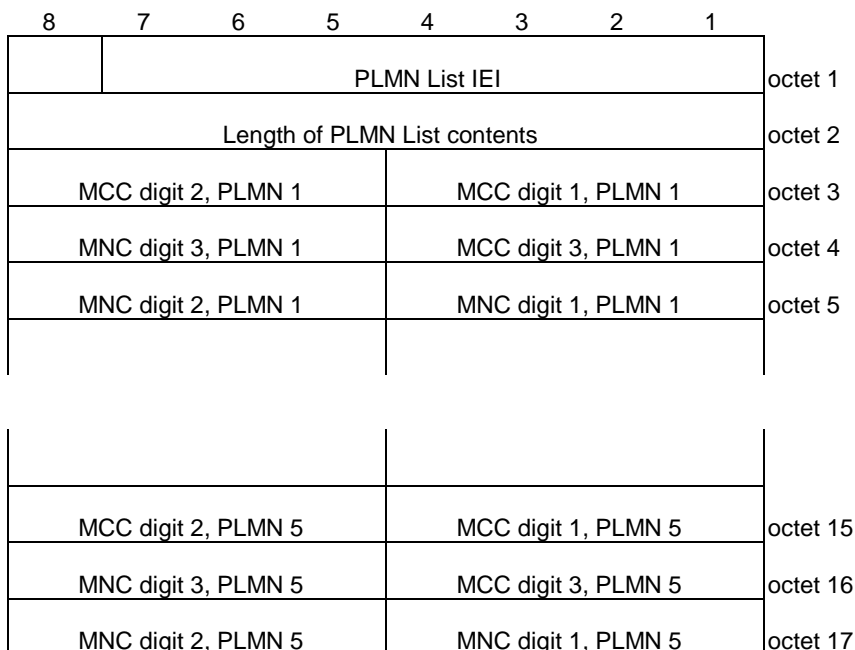 8 7 6 5 4 3 2 1
PLMN List IEI octet 1
Length of PLMN List contents octet 2
MCC digit 2, PLMN 1 MCC digit 1, PLMN 1 octet 3
MNC digit 3, PLMN 1 MCC digit 3, PLMN 1 octet 4
MNC digit 2, PLMN 1 MNC digit 1, PLMN 1 octet 5
MCC digit 2, PLMN 5 MCC digit 1, PLMN 5 octet 15
MNC digit 3, PLMN 5 MCC digit 3, PLMN 5 octet 16
MNC digit 2, PLMN 5 MNC digit 1, PLMN 5 octet 17